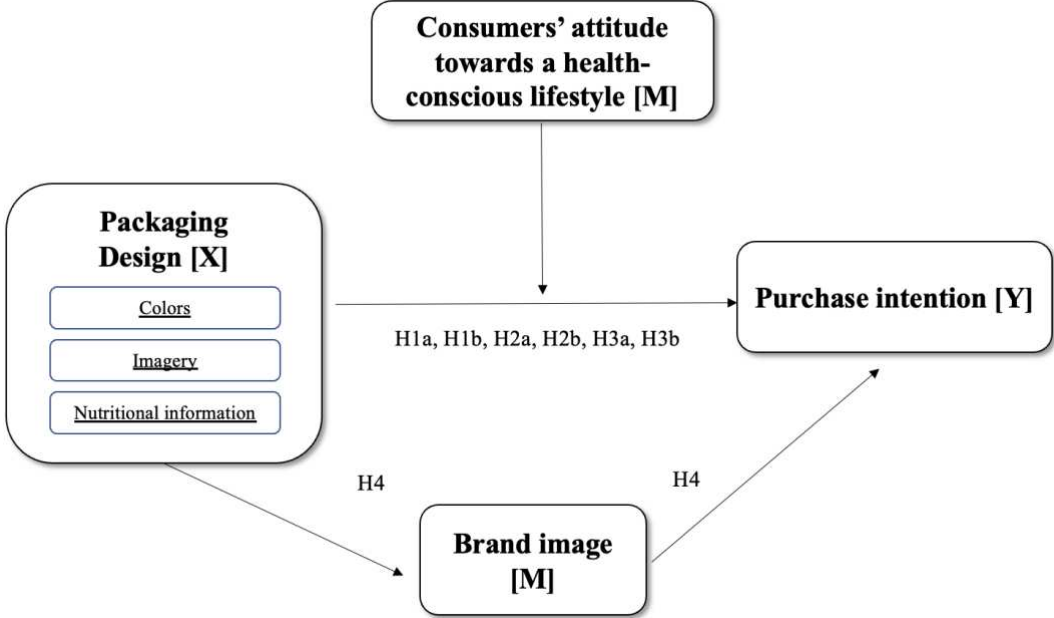 Consumers’ attitude
towards a health-
conscious lifestyle [M]
Packaging
Design [X]
Colors
Imagery
Nutritional information
Purchase intention [Y]
H1a, H1b, H2a, H2b, H3a, H3b
H4
H4
Brand image
[M]